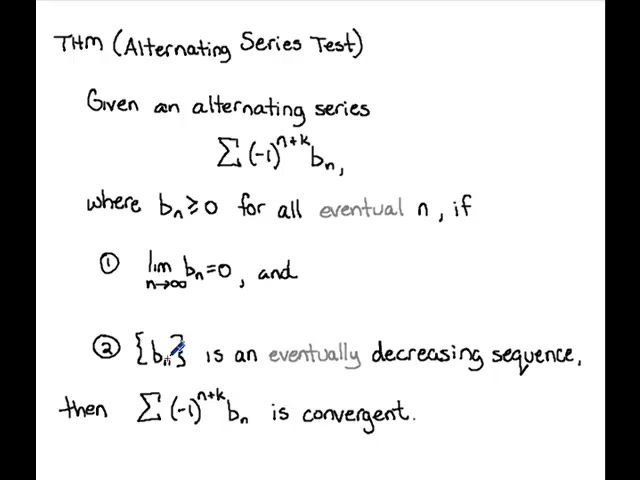 THM (Alternating Series Test)
Given an alternating series
∑ (-1)^{n+k} b_n,
where b_n ≥ 0 for all eventual n, if
① lim_{n→∞} b_n = 0, and
② {b_n} is an eventually decreasing sequence,
then ∑ (-1)^{n+k} b_n is convergent.